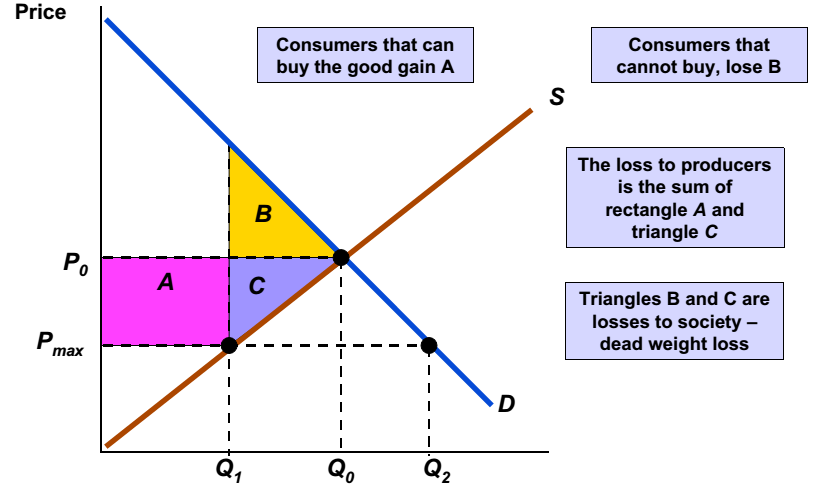 Price
Consumers that can
buy the good gain A
Consumers that
cannot buy, lose B
S
The loss to producers
is the sum of
rectangle A and
triangle C
B
P0
A
C
Triangles B and C are
losses to society –
dead weight loss
Pmax
D
Q1
Q0
Q2